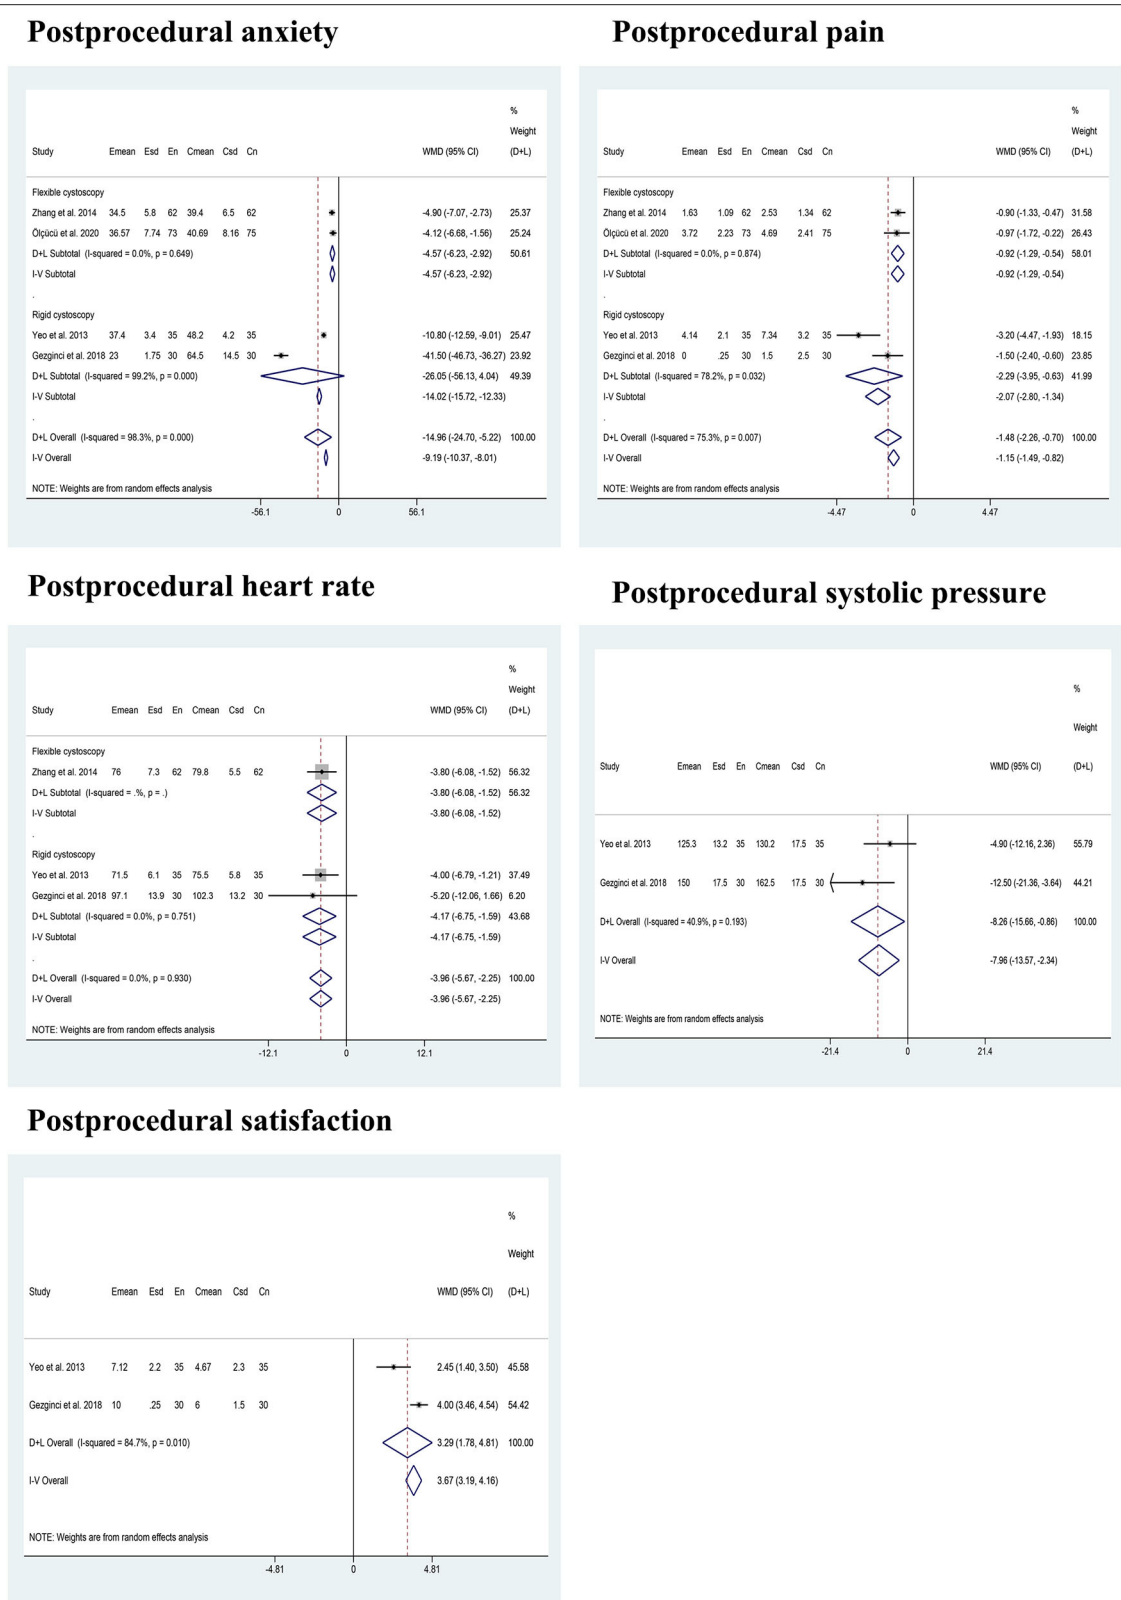 Postprocedural anxiety
%
Weight
Study Emean Esd En Cmean Csd Cn WMD (95% CI) (D+L)
Flexible cystoscopy
Zhang et al. 2014 34.5 5.8 62 39.4 6.5 62 -4.90 (-7.07, -2.73) 25.37
Ölçücü et al. 2020 36.57 7.74 73 40.69 8.16 75 -4.12 (-6.68, -1.56) 25.24
D+L Subtotal (I-squared = 0.0%, p = 0.649) -4.57 (-6.23, -2.92) 50.61
I-V Subtotal -4.57 (-6.23, -2.92)
.
Rigid cystoscopy
Yeo et al. 2013 37.4 3.4 35 48.2 4.2 35 -10.80 (-12.59, -9.01) 25.47
Gezginci et al. 2018 23 1.75 30 64.5 14.5 30 -41.50 (-46.73, -36.27) 23.92
D+L Subtotal (I-squared = 99.2%, p = 0.000) -26.05 (-56.13, 4.04) 49.39
I-V Subtotal -14.02 (-15.72, -12.33)
.
D+L Overall (I-squared = 98.3%, p = 0.000) -14.96 (-24.70, -5.22) 100.00
I-V Overall -9.19 (-10.37, -8.01)
NOTE: Weights are from random effects analysis
-56.1 0 56.1
Postprocedural pain
%
Weight
Study Emean Esd En Cmean Csd Cn WMD (95% CI) (D+L)
Flexible cystoscopy
Zhang et al. 2014 1.63 1.09 62 2.53 1.34 62 -0.90 (-1.33, -0.47) 31.58
Ölçücü et al. 2020 3.72 2.23 73 4.69 2.41 75 -0.97 (-1.72, -0.22) 26.43
D+L Subtotal (I-squared = 0.0%, p = 0.874) -0.92 (-1.29, -0.54) 58.01
I-V Subtotal -0.92 (-1.29, -0.54)
.
Rigid cystoscopy
Yeo et al. 2013 4.14 2.1 35 7.34 3.2 35 -3.20 (-4.47, -1.93) 18.15
Gezginci et al. 2018 0 .25 30 1.5 2.5 30 -1.50 (-2.40, -0.60) 23.85
D+L Subtotal (I-squared = 78.2%, p = 0.032) -2.29 (-3.95, -0.63) 41.99
I-V Subtotal -2.07 (-2.80, -1.34)
.
D+L Overall (I-squared = 75.3%, p = 0.007) -1.48 (-2.26, -0.70) 100.00
I-V Overall -1.15 (-1.49, -0.82)
NOTE: Weights are from random effects analysis
-4.47 0 4.47
Postprocedural heart rate
%
Weight
Study Emean Esd En Cmean Csd Cn WMD (95% CI) (D+L)
Flexible cystoscopy
Zhang et al. 2014 76 7.3 62 79.8 5.5 62 -3.80 (-6.08, -1.52) 56.32
D+L Subtotal (I-squared = .%, p = .) -3.80 (-6.08, -1.52) 56.32
I-V Subtotal -3.80 (-6.08, -1.52)
.
Rigid cystoscopy
Yeo et al. 2013 71.5 6.1 35 75.5 5.8 35 -4.00 (-6.79, -1.21) 37.49
Gezginci et al. 2018 97.1 13.9 30 102.3 13.2 30 -5.20 (-12.06, 1.66) 6.20
D+L Subtotal (I-squared = 0.0%, p = 0.751) -4.17 (-6.75, -1.59) 43.68
I-V Subtotal -4.17 (-6.75, -1.59)
.
D+L Overall (I-squared = 0.0%, p = 0.930) -3.96 (-5.67, -2.25) 100.00
I-V Overall -3.96 (-5.67, -2.25)
NOTE: Weights are from random effects analysis
-12.1 0 12.1
Postprocedural systolic pressure
%
Weight
Study Emean Esd En Cmean Csd Cn WMD (95% CI) (D+L)
Yeo et al. 2013 125.3 13.2 35 130.2 17.5 35 -4.90 (-12.16, 2.36) 55.79
Gezginci et al. 2018 150 17.5 30 162.5 17.5 30 -12.50 (-21.36, -3.64) 44.21
D+L Overall (I-squared = 40.9%, p = 0.193) -8.26 (-15.66, -0.86) 100.00
I-V Overall -7.96 (-13.57, -2.34)
NOTE: Weights are from random effects analysis
-21.4 0 21.4
Postprocedural satisfaction
%
Weight
Study Emean Esd En Cmean Csd Cn WMD (95% CI) (D+L)
Yeo et al. 2013 7.12 2.2 35 4.67 2.3 35 2.45 (1.40, 3.50) 45.58
Gezginci et al. 2018 10 .25 30 6 1.5 30 4.00 (3.46, 4.54) 54.42
D+L Overall (I-squared = 84.7%, p = 0.010) 3.29 (1.78, 4.81) 100.00
I-V Overall 3.67 (3.19, 4.16)
NOTE: Weights are from random effects analysis
-4.81 0 4.81